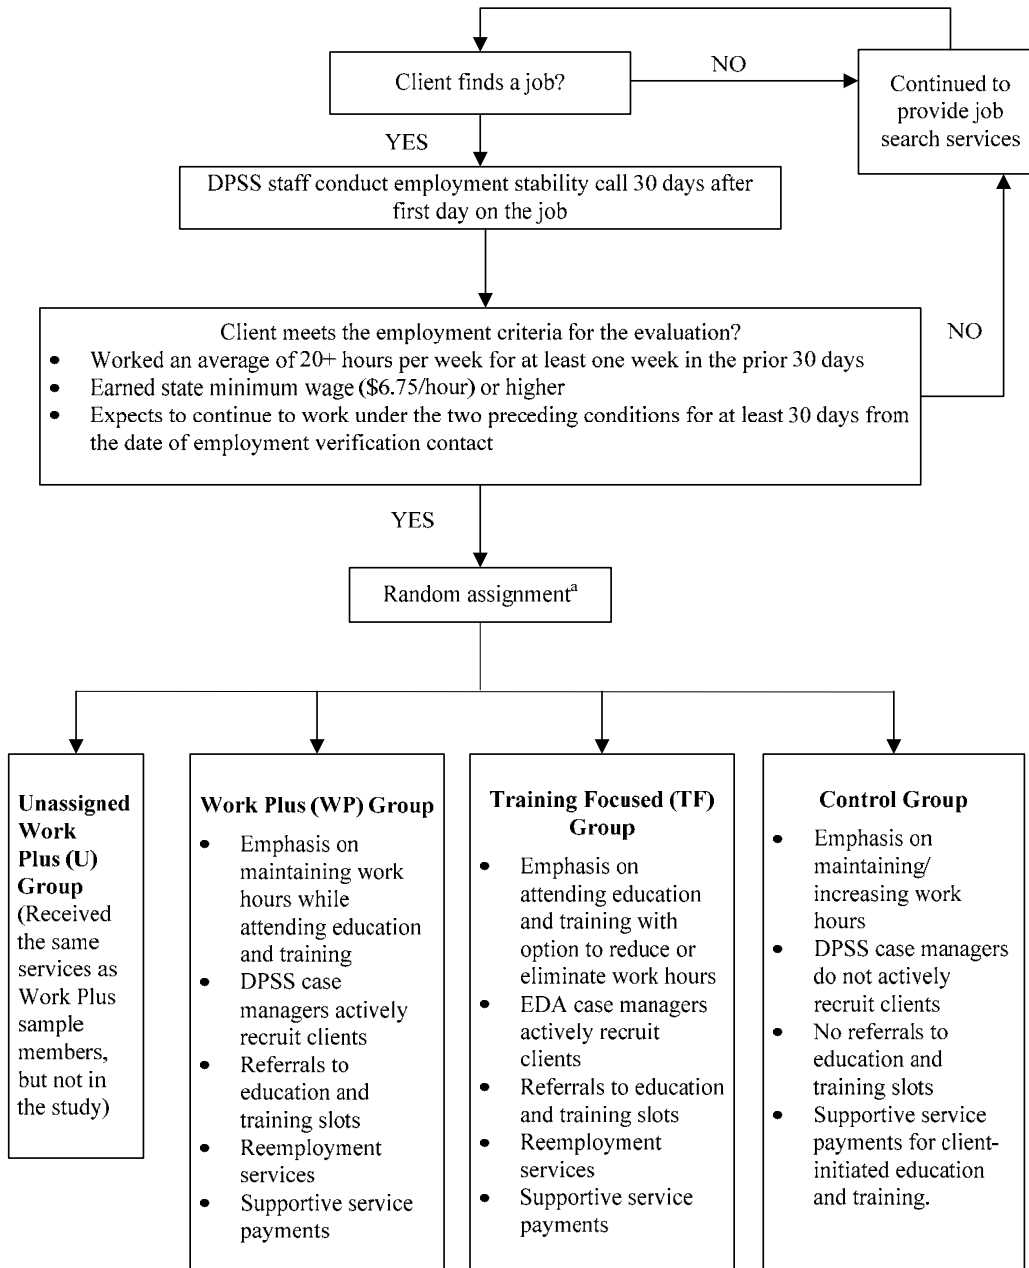 Client finds a job?
NO
Continued to
provide job
search services
YES
DPSS staff conduct employment stability call 30 days after
first day on the job
Client meets the employment criteria for the evaluation?
• Worked an average of 20+ hours per week for at least one week in the prior 30 days
• Earned state minimum wage ($6.75/hour) or higher
• Expects to continue to work under the two preceding conditions for at least 30 days from
the date of employment verification contact
NO
YES
Random assignmentᵃ
Unassigned
Work
Plus (U)
Group
(Received
the same
services as
Work Plus
sample
members,
but not in
the study)
Work Plus (WP) Group
• Emphasis on
maintaining work
hours while
attending education
and training
• DPSS case
managers actively
recruit clients
• Referrals to
education and
training slots
• Reemployment
services
• Supportive service
payments
Training Focused (TF)
Group
• Emphasis on
attending education
and training with
option to reduce or
eliminate work hours
• EDA case managers
actively recruit
clients
• Referrals to education
and training slots
• Reemployment
services
• Supportive service
payments
Control Group
• Emphasis on
maintaining/
increasing work
hours
• DPSS case managers
do not actively
recruit clients
• No referrals to
education and
training slots
• Supportive service
payments for client-
initiated education
and training.